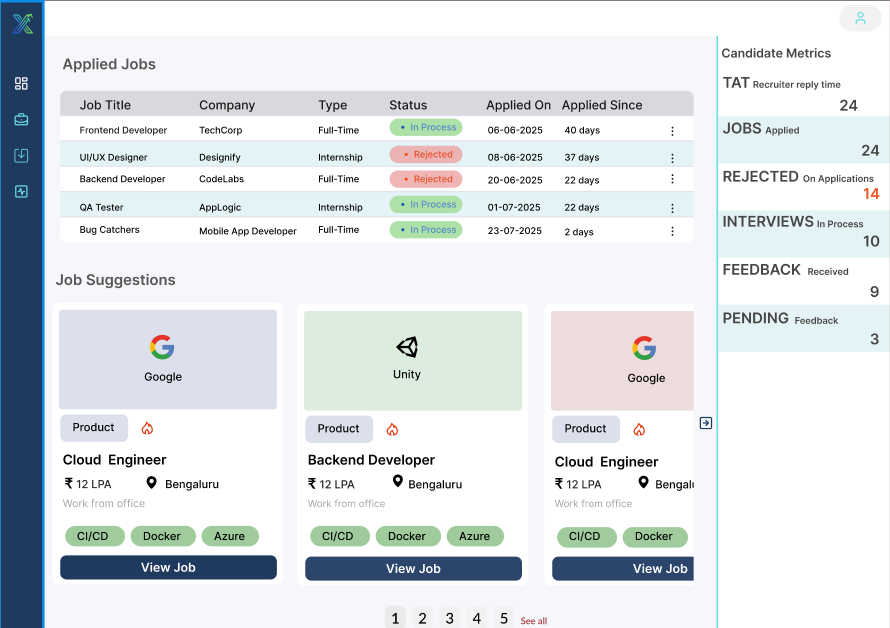 Applied Jobs
Job Title Company Type Status Applied On Applied Since
Frontend Developer TechCorp Full-Time • In Process 06-06-2025 40 days
UI/UX Designer Designify Internship • Rejected 08-06-2025 37 days
Backend Developer CodeLabs Full-Time • Rejected 20-06-2025 22 days
QA Tester AppLogic Internship • In Process 01-07-2025 22 days
Bug Catchers Mobile App Developer Full-Time • In Process 23-07-2025 2 days
Job Suggestions
Google
Product
Cloud Engineer
₹ 12 LPA Bengaluru
Work from office
CI/CD Docker Azure
View Job
Unity
Product
Backend Developer
₹ 12 LPA Bengaluru
Work from office
CI/CD Docker Azure
View Job
Google
Product
Cloud Engineer
₹ 12 LPA Bengalu
Work from office
CI/CD Docker
View Job
1 2 3 4 5 See all
Candidate Metrics
TAT Recruiter reply time
24
JOBS Applied
24
REJECTED On Applications
14
INTERVIEWS In Process
10
FEEDBACK Received
9
PENDING Feedback
3